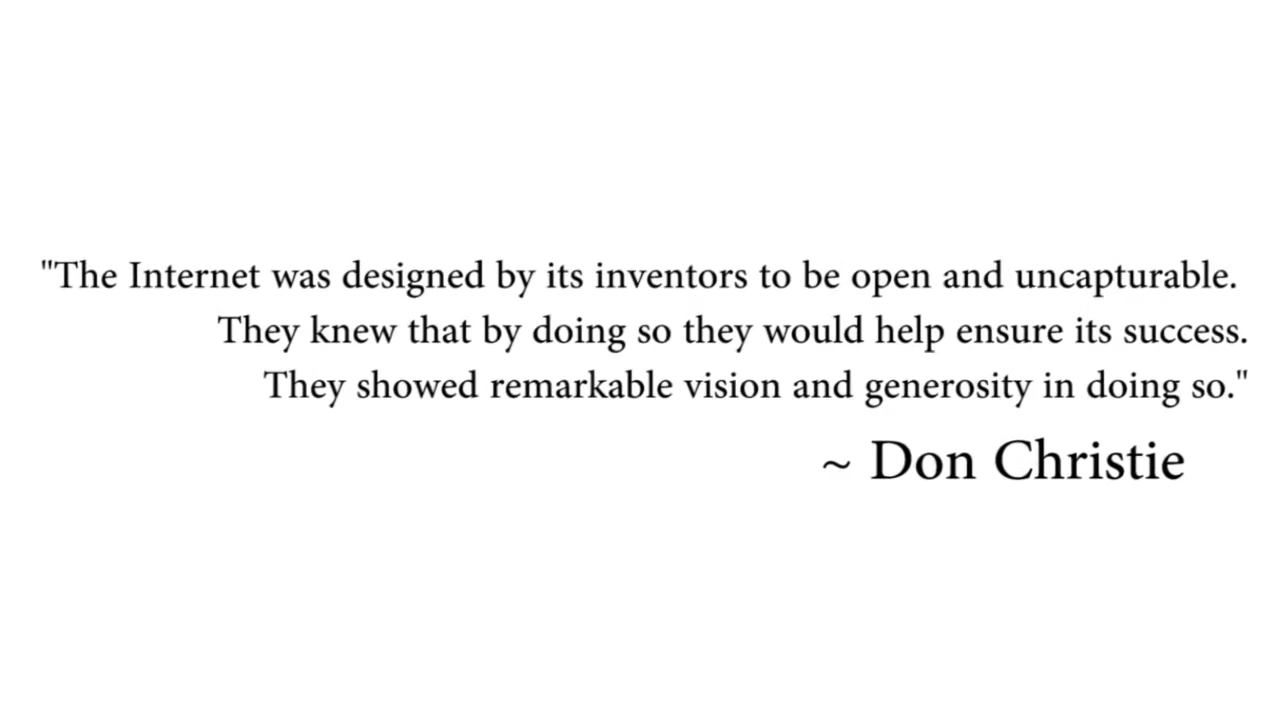 "The Internet was designed by its inventors to be open and uncapturable.
They knew that by doing so they would help ensure its success.
They showed remarkable vision and generosity in doing so."
~ Don Christie